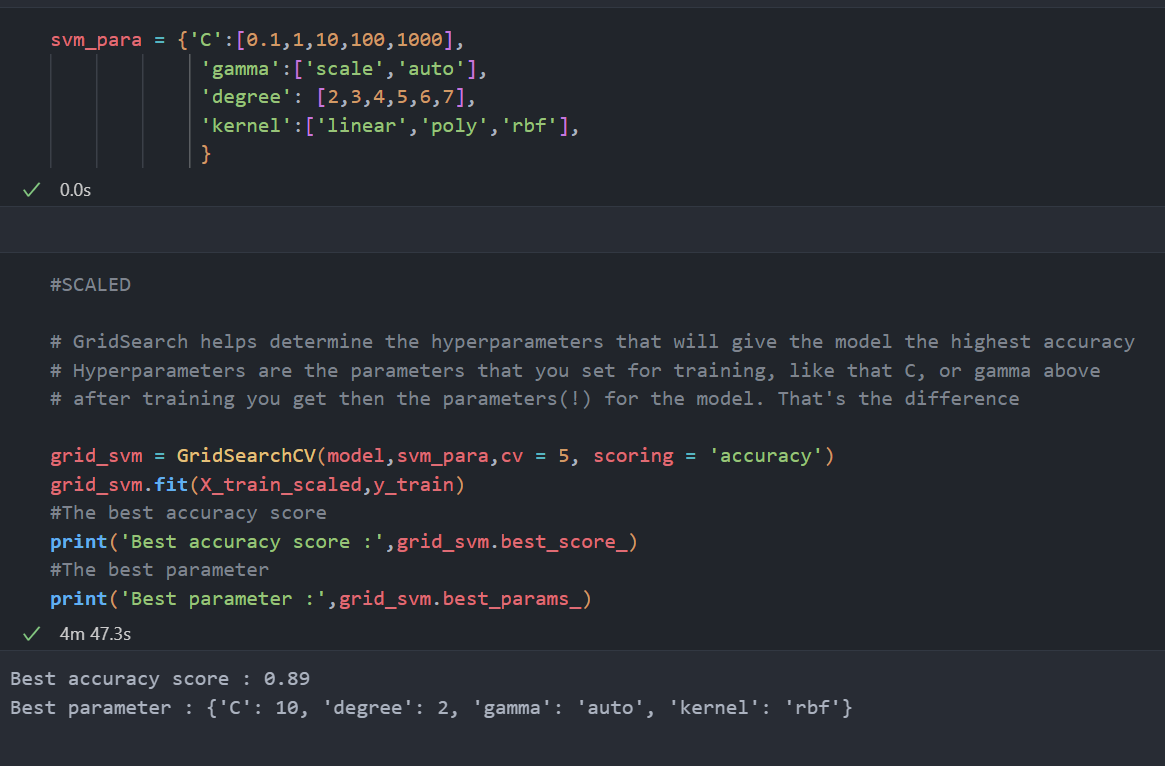 svm_para = {'C':[0.1,1,10,100,1000],
'gamma':['scale','auto'],
'degree': [2,3,4,5,6,7],
'kernel':['linear','poly','rbf'],
}
0.0s
#SCALED
# GridSearch helps determine the hyperparameters that will give the model the highest accuracy
# Hyperparameters are the parameters that you set for training, like that C, or gamma above
# after training you get then the parameters(!) for the model. That's the difference
grid_svm = GridSearchCV(model,svm_para,cv = 5, scoring = 'accuracy')
grid_svm.fit(X_train_scaled,y_train)
#The best accuracy score
print('Best accuracy score :',grid_svm.best_score_)
#The best parameter
print('Best parameter :',grid_svm.best_params_)
4m 47.3s
Best accuracy score : 0.89
Best parameter : {'C': 10, 'degree': 2, 'gamma': 'auto', 'kernel': 'rbf'}